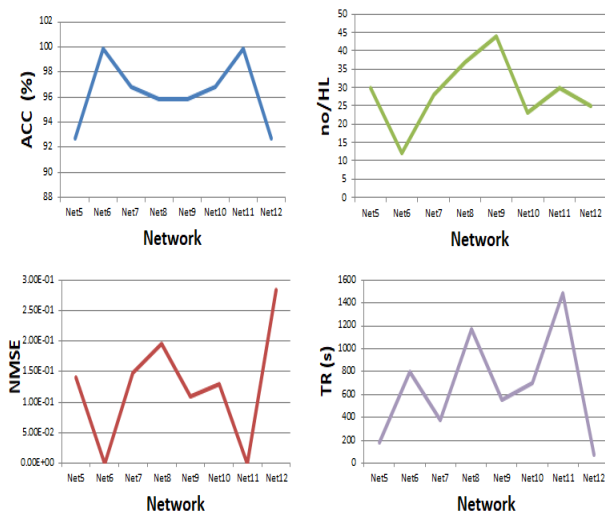 ACC (%)
102
100
98
96
94
92
90
88
Net5 Net6 Net7 Net8 Net9 Net10 Net11 Net12
Network
no/HL
50
45
40
35
30
25
20
15
10
Net5 Net6 Net7 Net8 Net9 Net10 Net11 Net12
Network
NMSE
3.00E-01
2.50E-01
2.00E-01
1.50E-01
1.00E-01
5.00E-02
0.00E+00
Net5 Net6 Net7 Net8 Net9 Net10 Net11 Net12
Network
TR (s)
1600
1400
1200
1000
800
600
400
200
0
Net5 Net6 Net7 Net8 Net9 Net10 Net11 Net12
Network